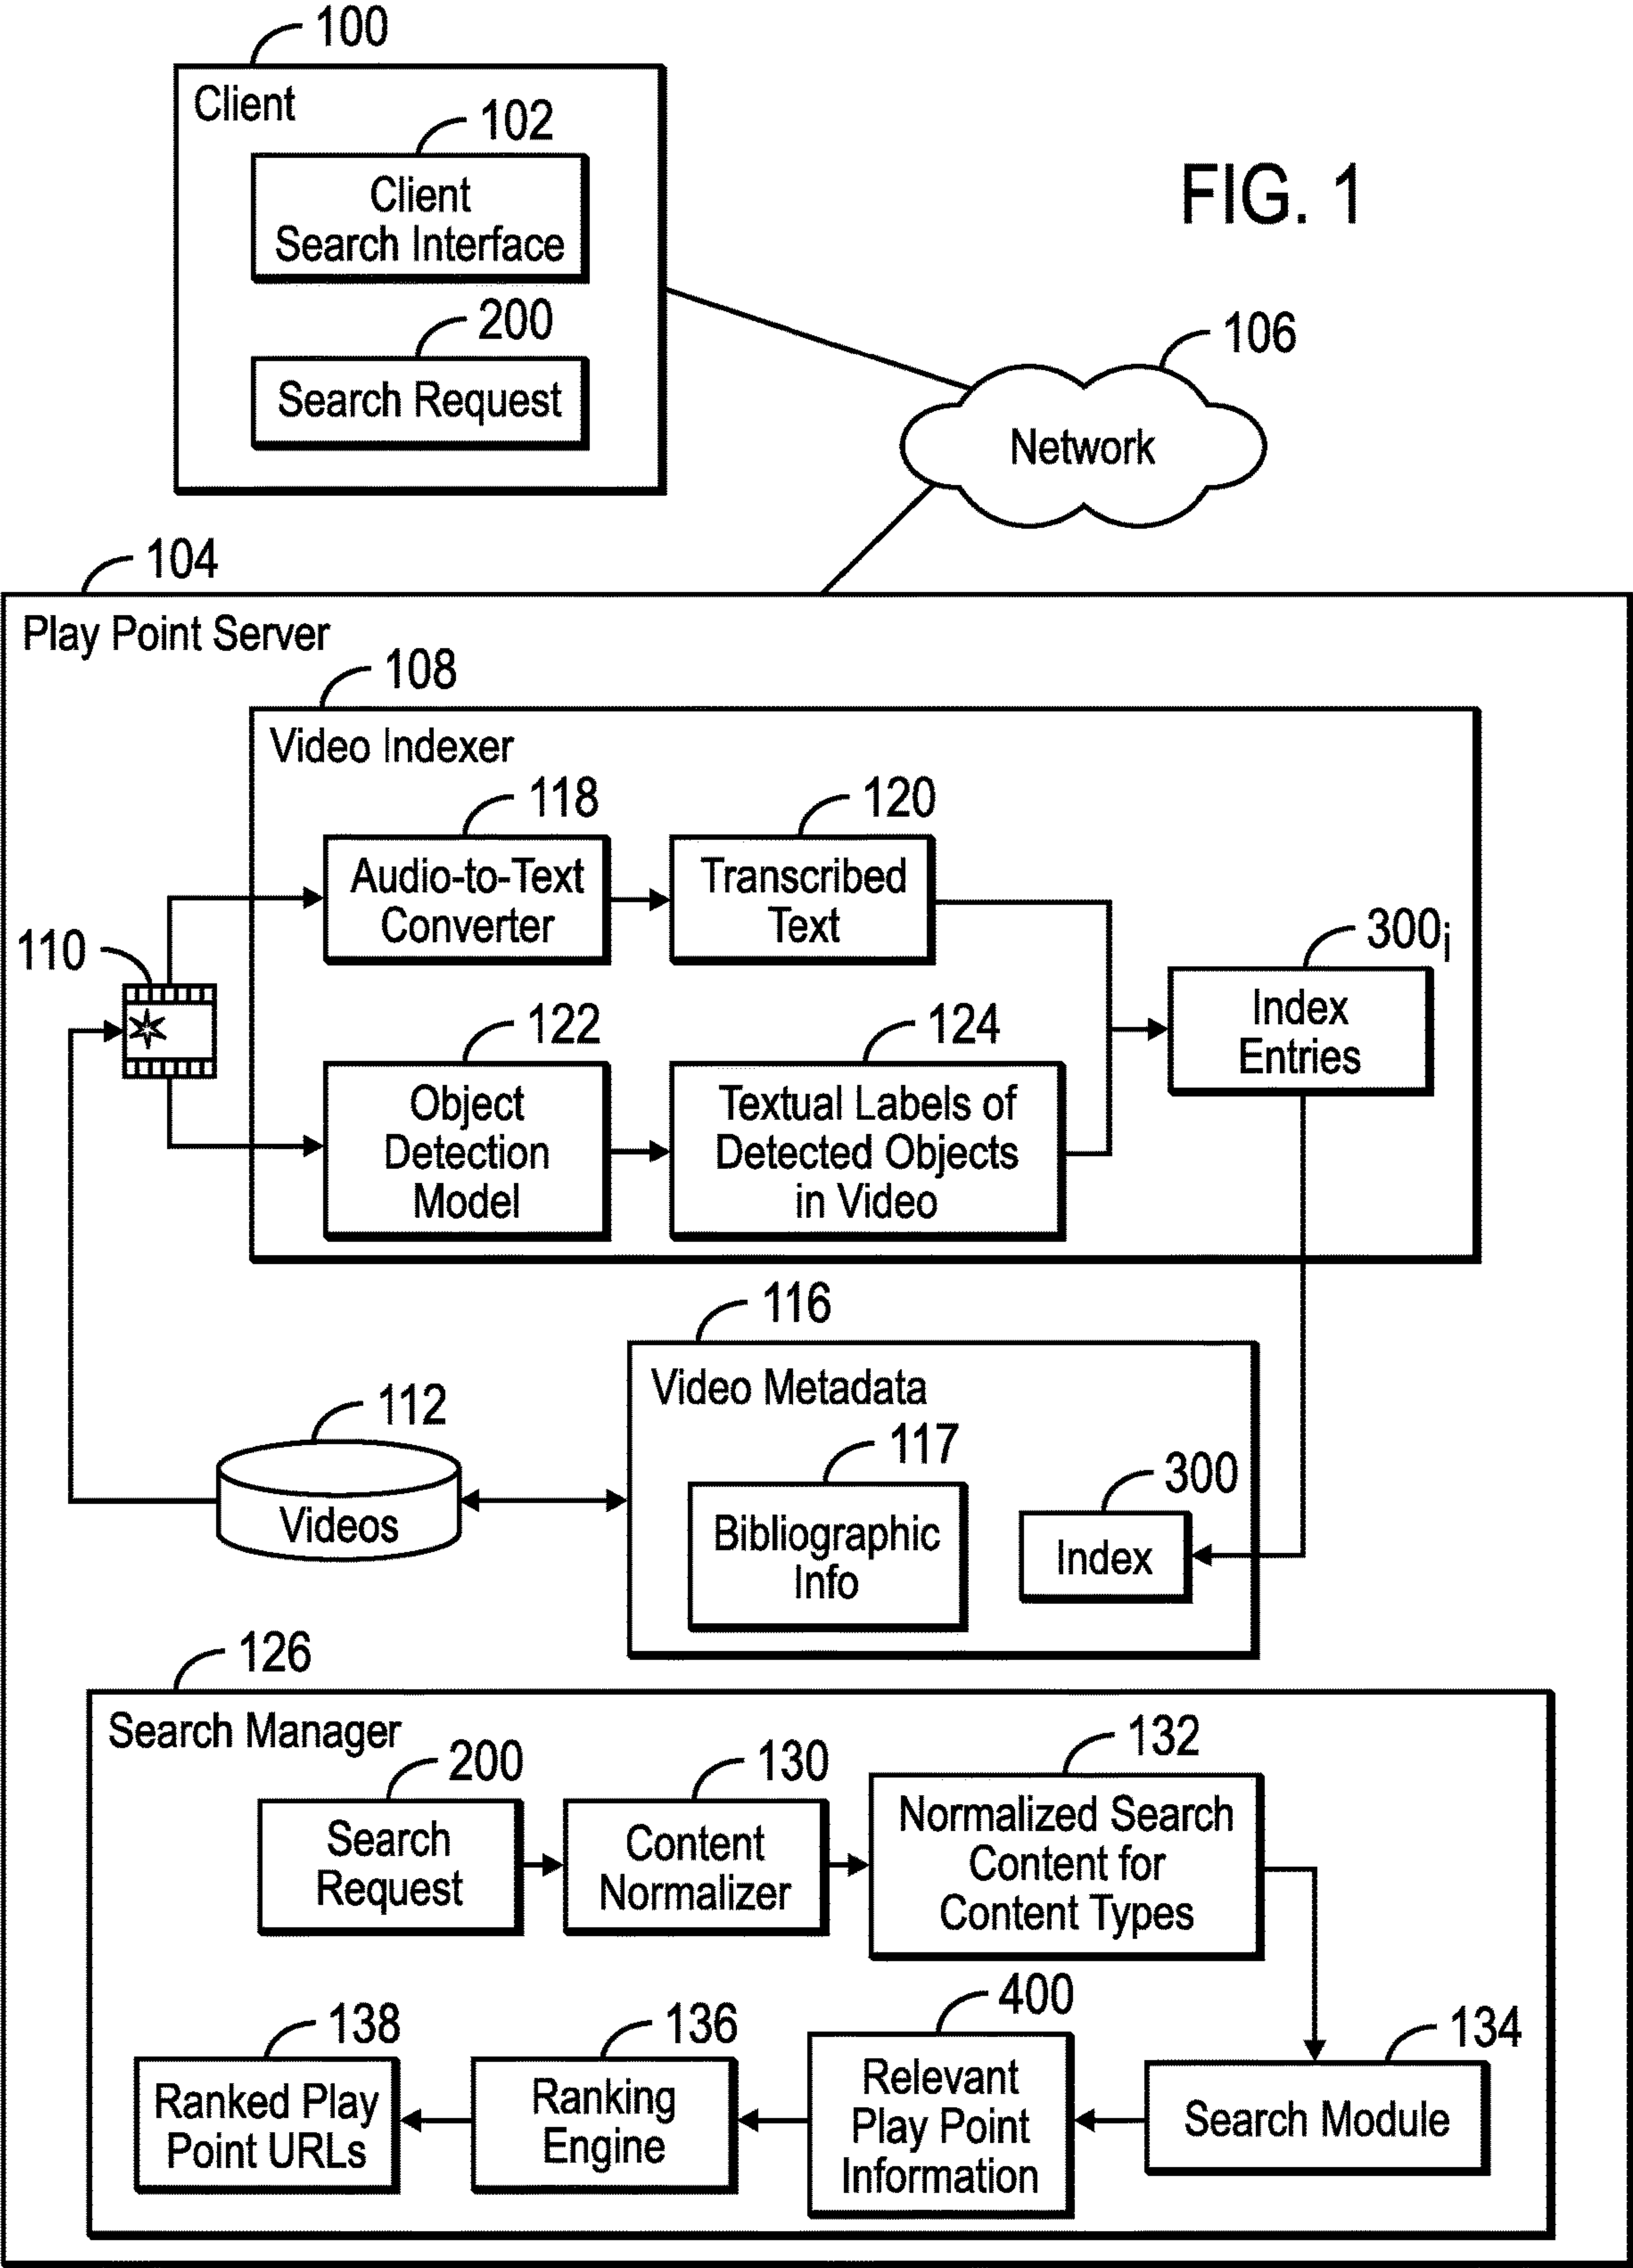 100
Client
102
Client
Search Interface
200
Search Request
FIG. 1
106
Network
104
Play Point Server
108
Video Indexer
118
Audio-to-Text
Converter
120
Transcribed
Text
110
300i
Index
Entries
122
Object
Detection
Model
124
Textual Labels of
Detected Objects
in Video
116
Video Metadata
112
Videos
117
Bibliographic
Info
300
Index
126
Search Manager
200
Search
Request
130
Content
Normalizer
132
Normalized Search
Content for
Content Types
138
Ranked Play
Point URLs
136
Ranking
Engine
400
Relevant
Play Point
Information
134
Search Module